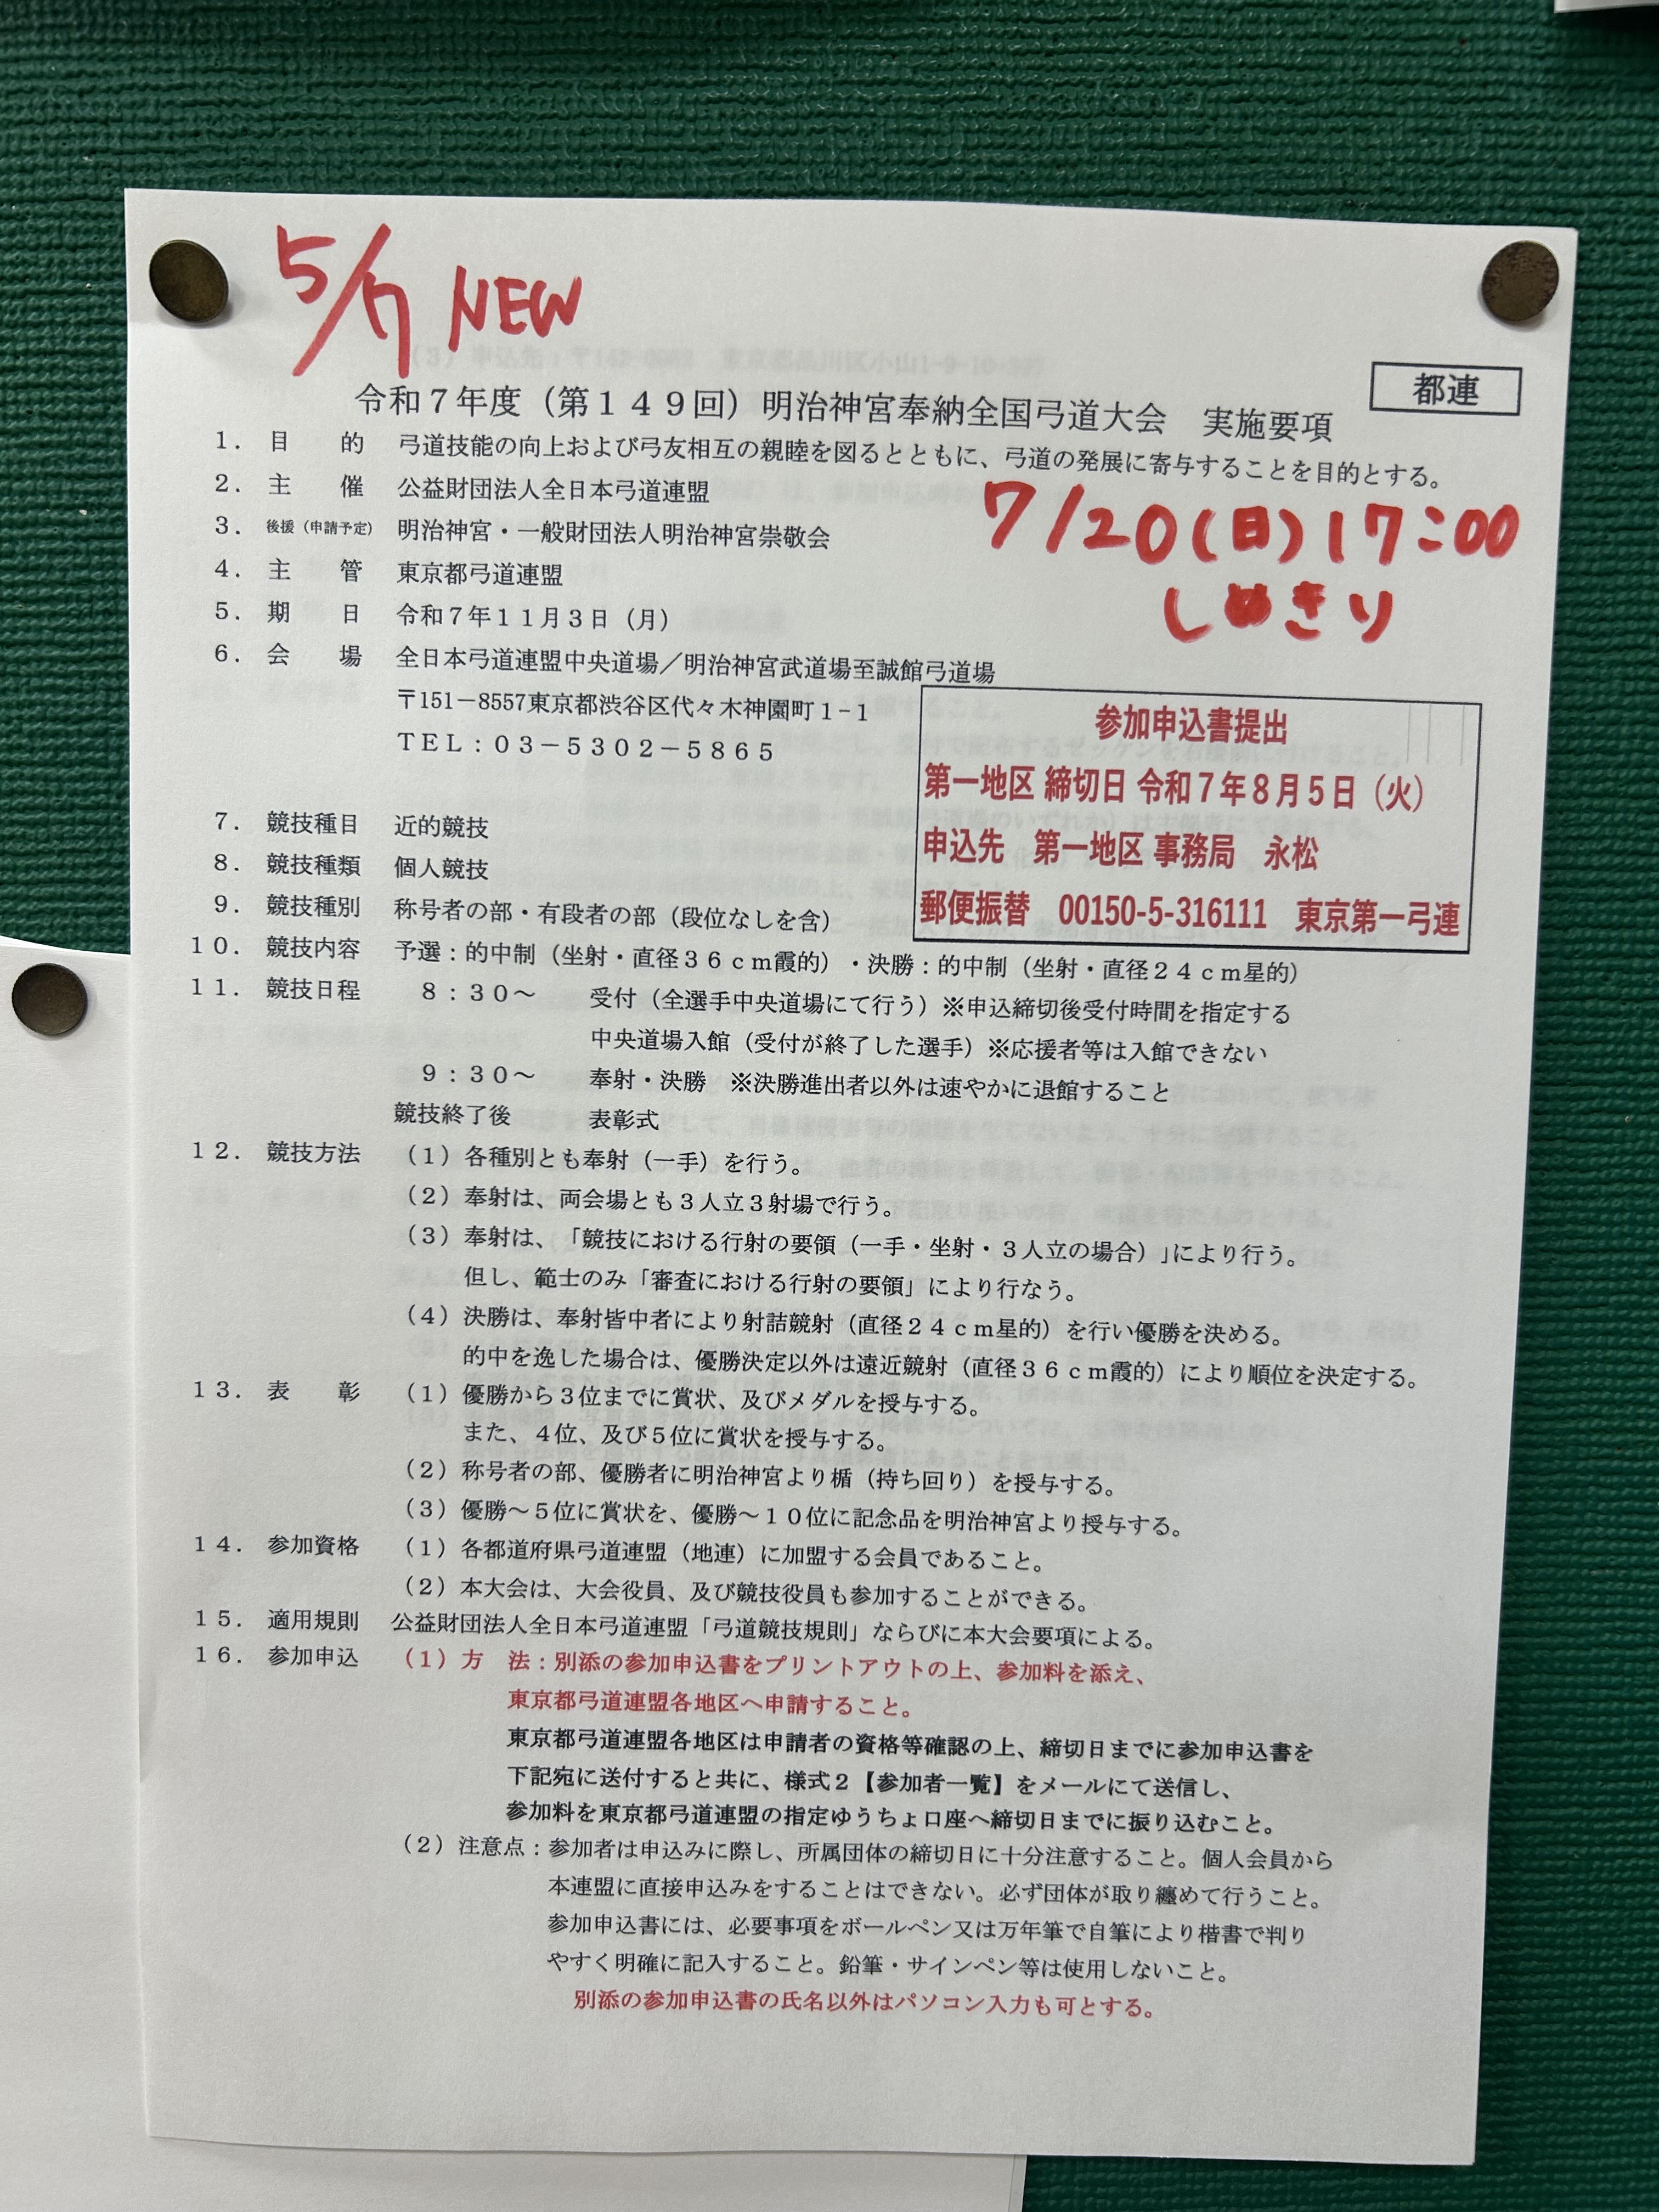 5/7 NEW
都連
令和7年度（第149回）明治神宮奉納全国弓道大会　実施要項
1．目　的　弓道技能の向上および弓友相互の親睦を図るとともに、弓道の発展に寄与することを目的とする。
2．主　催　公益財団法人全日本弓道連盟
3．後援（申請予定）　明治神宮・一般財団法人明治神宮崇敬会
7/20(日)17:00
しめきり
4．主　管　東京都弓道連盟
5．期　日　令和7年11月3日（月）
6．会　場　全日本弓道連盟中央道場／明治神宮武道場至誠館弓道場
〒151－8557東京都渋谷区代々木神園町1-1
TEL：03－5302－5865
参加申込書提出
第一地区 締切日 令和7年8月5日（火）
申込先　第一地区 事務局　永松
郵便振替　00150-5-316111　東京第一弓連
7．競技種目　近的競技
8．競技種類　個人競技
9．競技種別　称号者の部・有段者の部（段位なしを含）
10．競技内容　予選：的中制（坐射・直径36cm霞的）・決勝：的中制（坐射・直径24cm星的）
11．競技日程　8：30～　受付（全選手中央道場にて行う）※申込締切後受付時間を指定する
中央道場入館（受付が終了した選手）※応援者等は入館できない
9：30～　奉射・決勝　※決勝進出者以外は速やかに退館すること
競技終了後　表彰式
12．競技方法　（1）各種別とも奉射（一手）を行う。
（2）奉射は、両会場とも3人立3射場で行う。
（3）奉射は、「競技における行射の要領（一手・坐射・3人立の場合）」により行う。
但し、範士のみ「審査における行射の要領」により行なう。
（4）決勝は、奉射皆中者により射詰競射（直径24cm星的）を行い優勝を決める。
的中を逸した場合は、優勝決定以外は遠近競射（直径36cm霞的）により順位を決定する。
13．表　彰　（1）優勝から3位までに賞状、及びメダルを授与する。
また、4位、及び5位に賞状を授与する。
（2）称号者の部、優勝者に明治神宮より楯（持ち回り）を授与する。
（3）優勝～5位に賞状を、優勝～10位に記念品を明治神宮より授与する。
14．参加資格　（1）各都道府県弓道連盟（地連）に加盟する会員であること。
（2）本大会は、大会役員、及び競技役員も参加することができる。
15．適用規則　公益財団法人全日本弓道連盟「弓道競技規則」ならびに本大会要項による。
16．参加申込　（1）方　法：別添の参加申込書をプリントアウトの上、参加料を添え、
東京都弓道連盟各地区へ申請すること。
東京都弓道連盟各地区は申請者の資格等確認の上、締切日までに参加申込書を
下記宛に送付すると共に、様式2【参加者一覧】をメールにて送信し、
参加料を東京都弓道連盟の指定ゆうちょ口座へ締切日までに振り込むこと。
（2）注意点：参加者は申込みに際し、所属団体の締切日に十分注意すること。個人会員から
本連盟に直接申込みをすることはできない。必ず団体が取り纏めて行うこと。
参加申込書には、必要事項をボールペン又は万年筆で自筆により楷書で判り
やすく明確に記入すること。鉛筆・サインペン等は使用しないこと。
別添の参加申込書の氏名以外はパソコン入力も可とする。